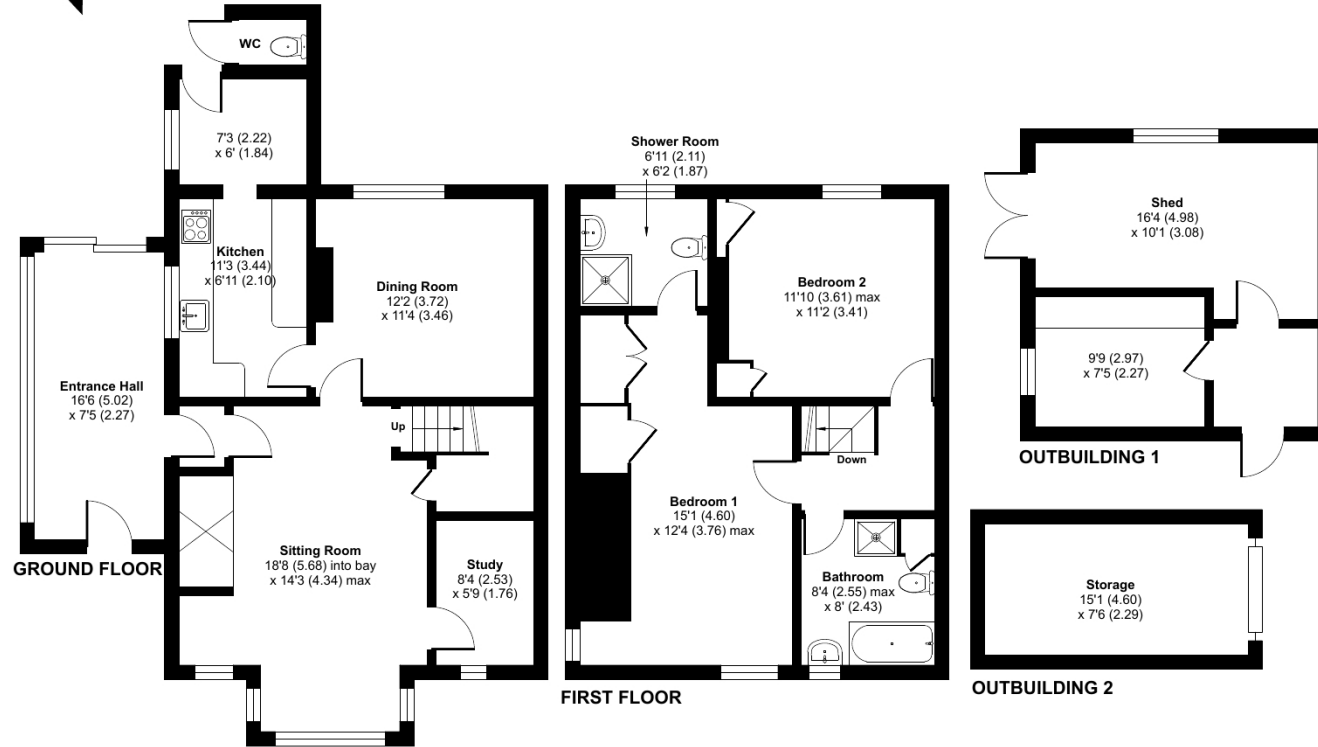 WC
7'3 (2.22)
x 6' (1.84)
Kitchen
11'3 (3.44)
x 6'11 (2.10)
Dining Room
12'2 (3.72)
x 11'4 (3.46)
Entrance Hall
16'6 (5.02)
x 7'5 (2.27)
Up
Sitting Room
18'8 (5.68) into bay
x 14'3 (4.34) max
Study
8'4 (2.53)
x 5'9 (1.76)
GROUND FLOOR
Shower Room
6'11 (2.11)
x 6'2 (1.87)
Bedroom 2
11'10 (3.61) max
x 11'2 (3.41)
Down
Bedroom 1
15'1 (4.60)
x 12'4 (3.76) max
Bathroom
8'4 (2.55) max
x 8' (2.43)
FIRST FLOOR
Shed
16'4 (4.98)
x 10'1 (3.08)
9'9 (2.97)
x 7'5 (2.27)
OUTBUILDING 1
Storage
15'1 (4.60)
x 7'6 (2.29)
OUTBUILDING 2